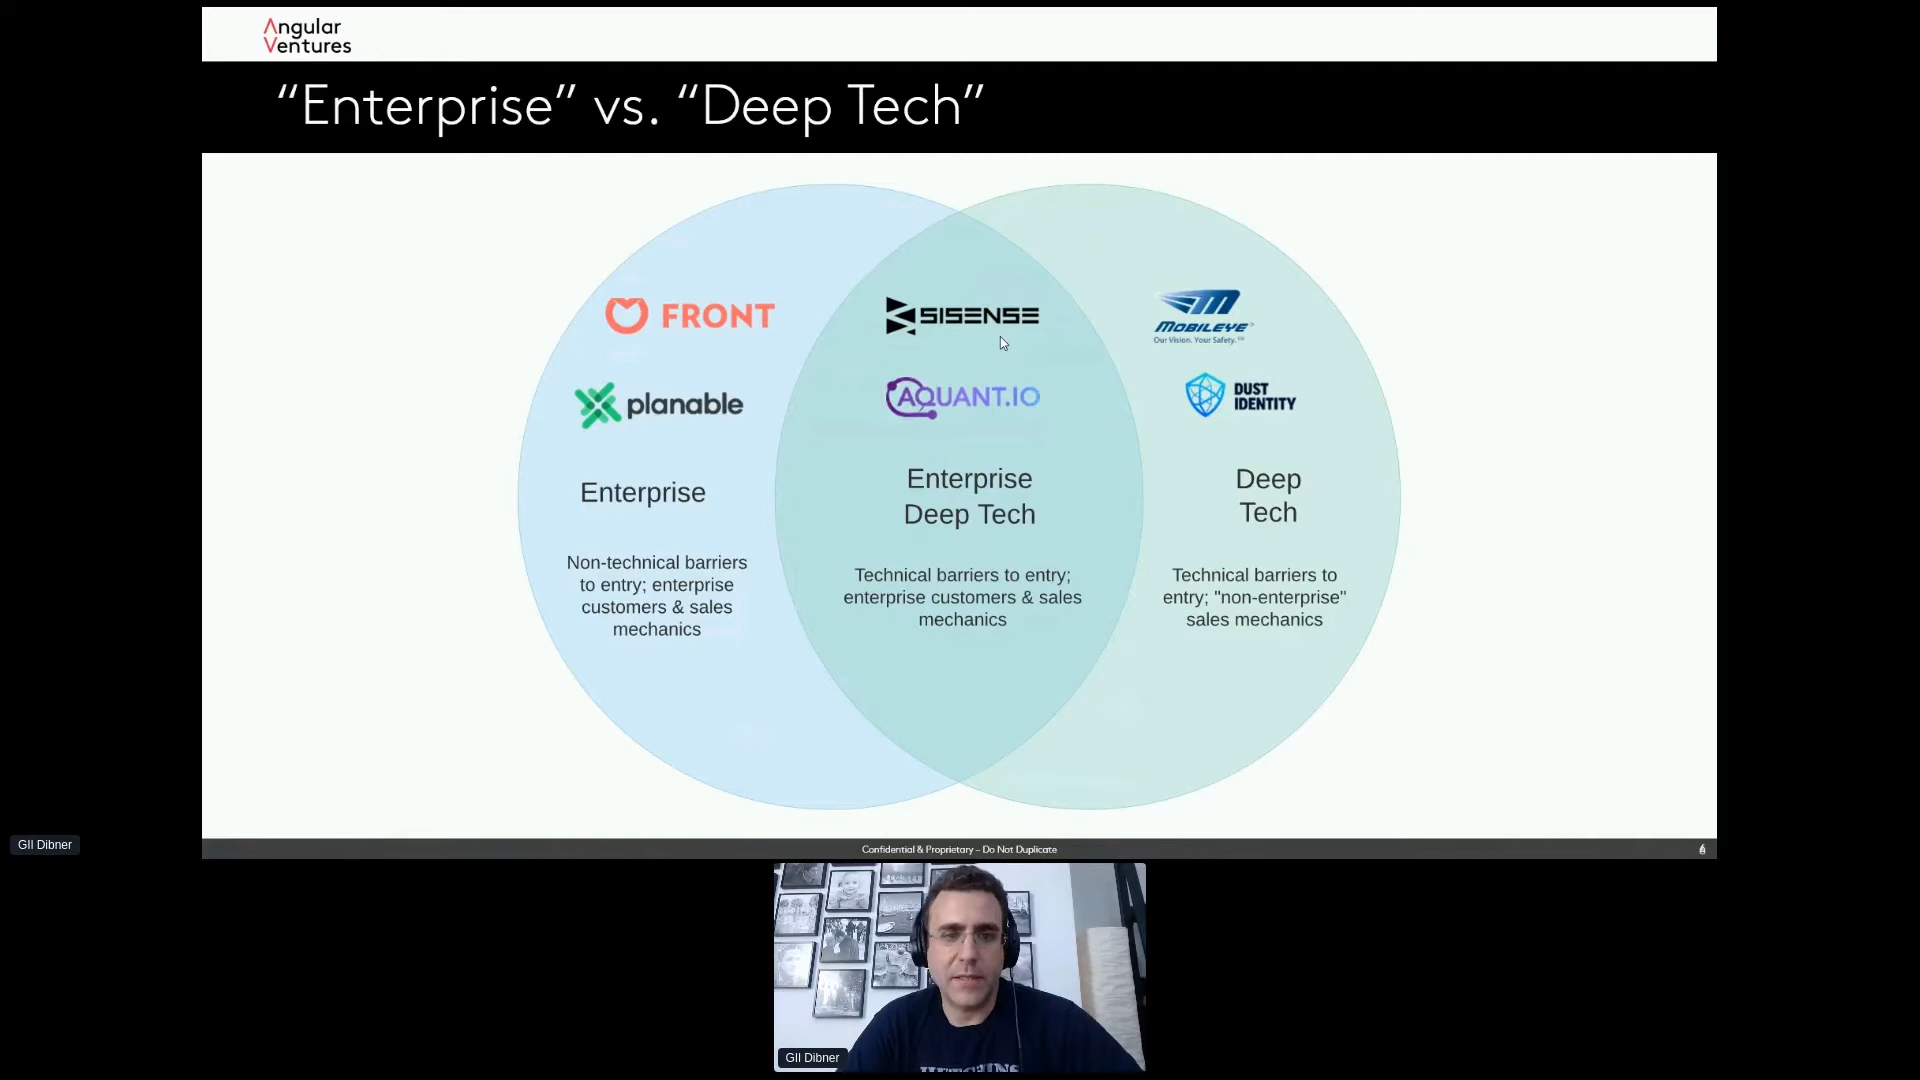 Angular
Ventures
“Enterprise” vs. “Deep Tech”
FRONT
SISENSE
MOBILEYE
Our Vision. Your Safety.™
planable
AQUANT.IO
DUST
IDENTITY
Enterprise
Non-technical barriers
to entry; enterprise
customers & sales
mechanics
Enterprise
Deep Tech
Technical barriers to entry;
enterprise customers & sales
mechanics
Deep
Tech
Technical barriers to
entry; "non-enterprise"
sales mechanics
GIl Dibner
Confidential & Proprietary – Do Not Duplicate
GIl Dibner